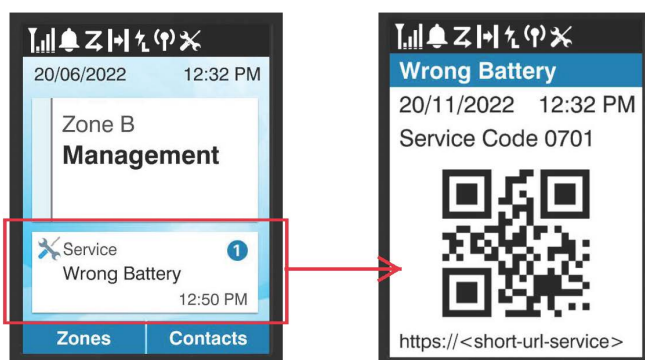 20/06/2022 12:32 PM
Zone B
Management
Service 1
Wrong Battery
12:50 PM
Zones Contacts
Wrong Battery
20/11/2022 12:32 PM
Service Code 0701
https://<short-url-service>